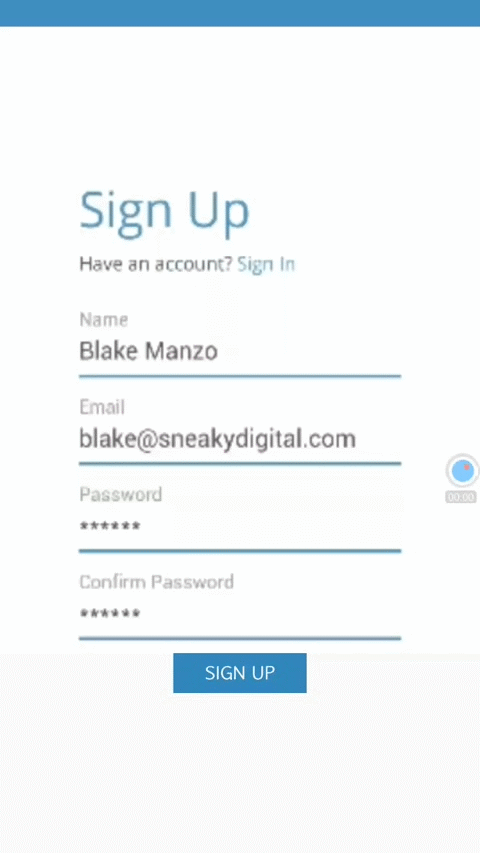 Sign Up
Have an account? Sign In
Name
Blake Manzo
Email
blake@sneakydigital.com
Password
******
Confirm Password
******
00:00
SIGN UP